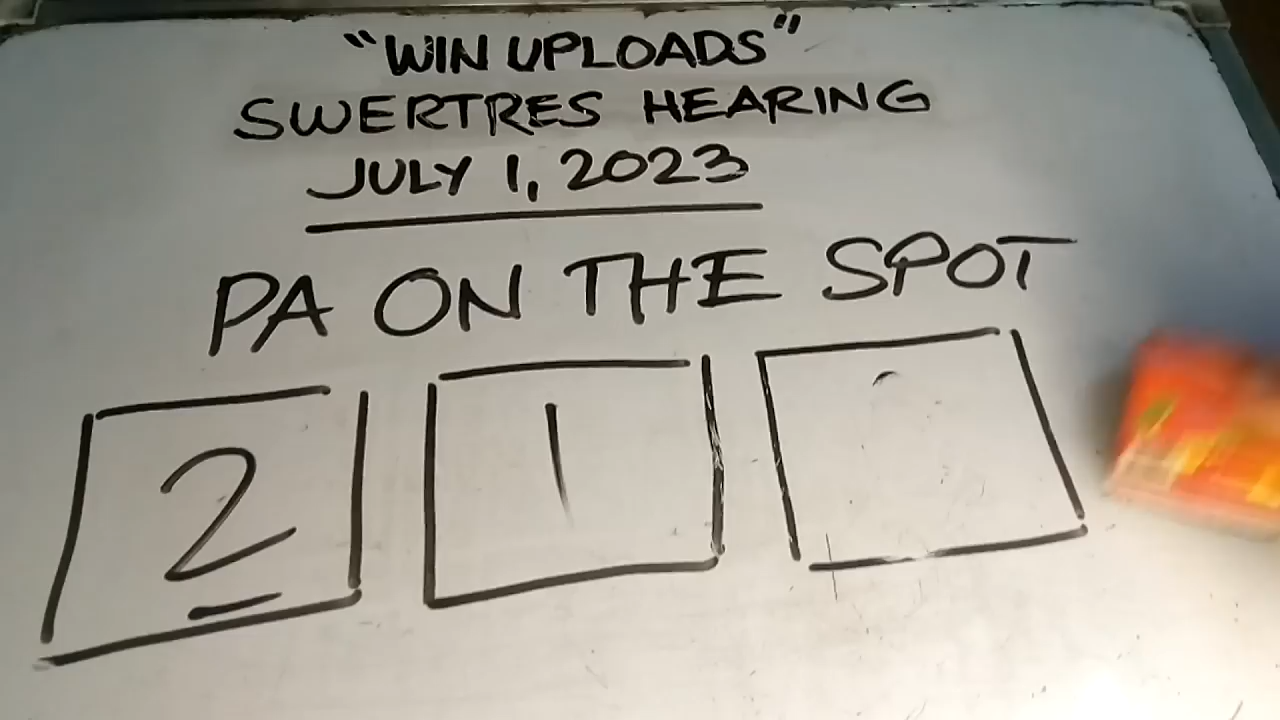 "WIN UPLOADS"
SWERTRES HEARING
JULY 1, 2023
PA ON THE SPOT
2 1